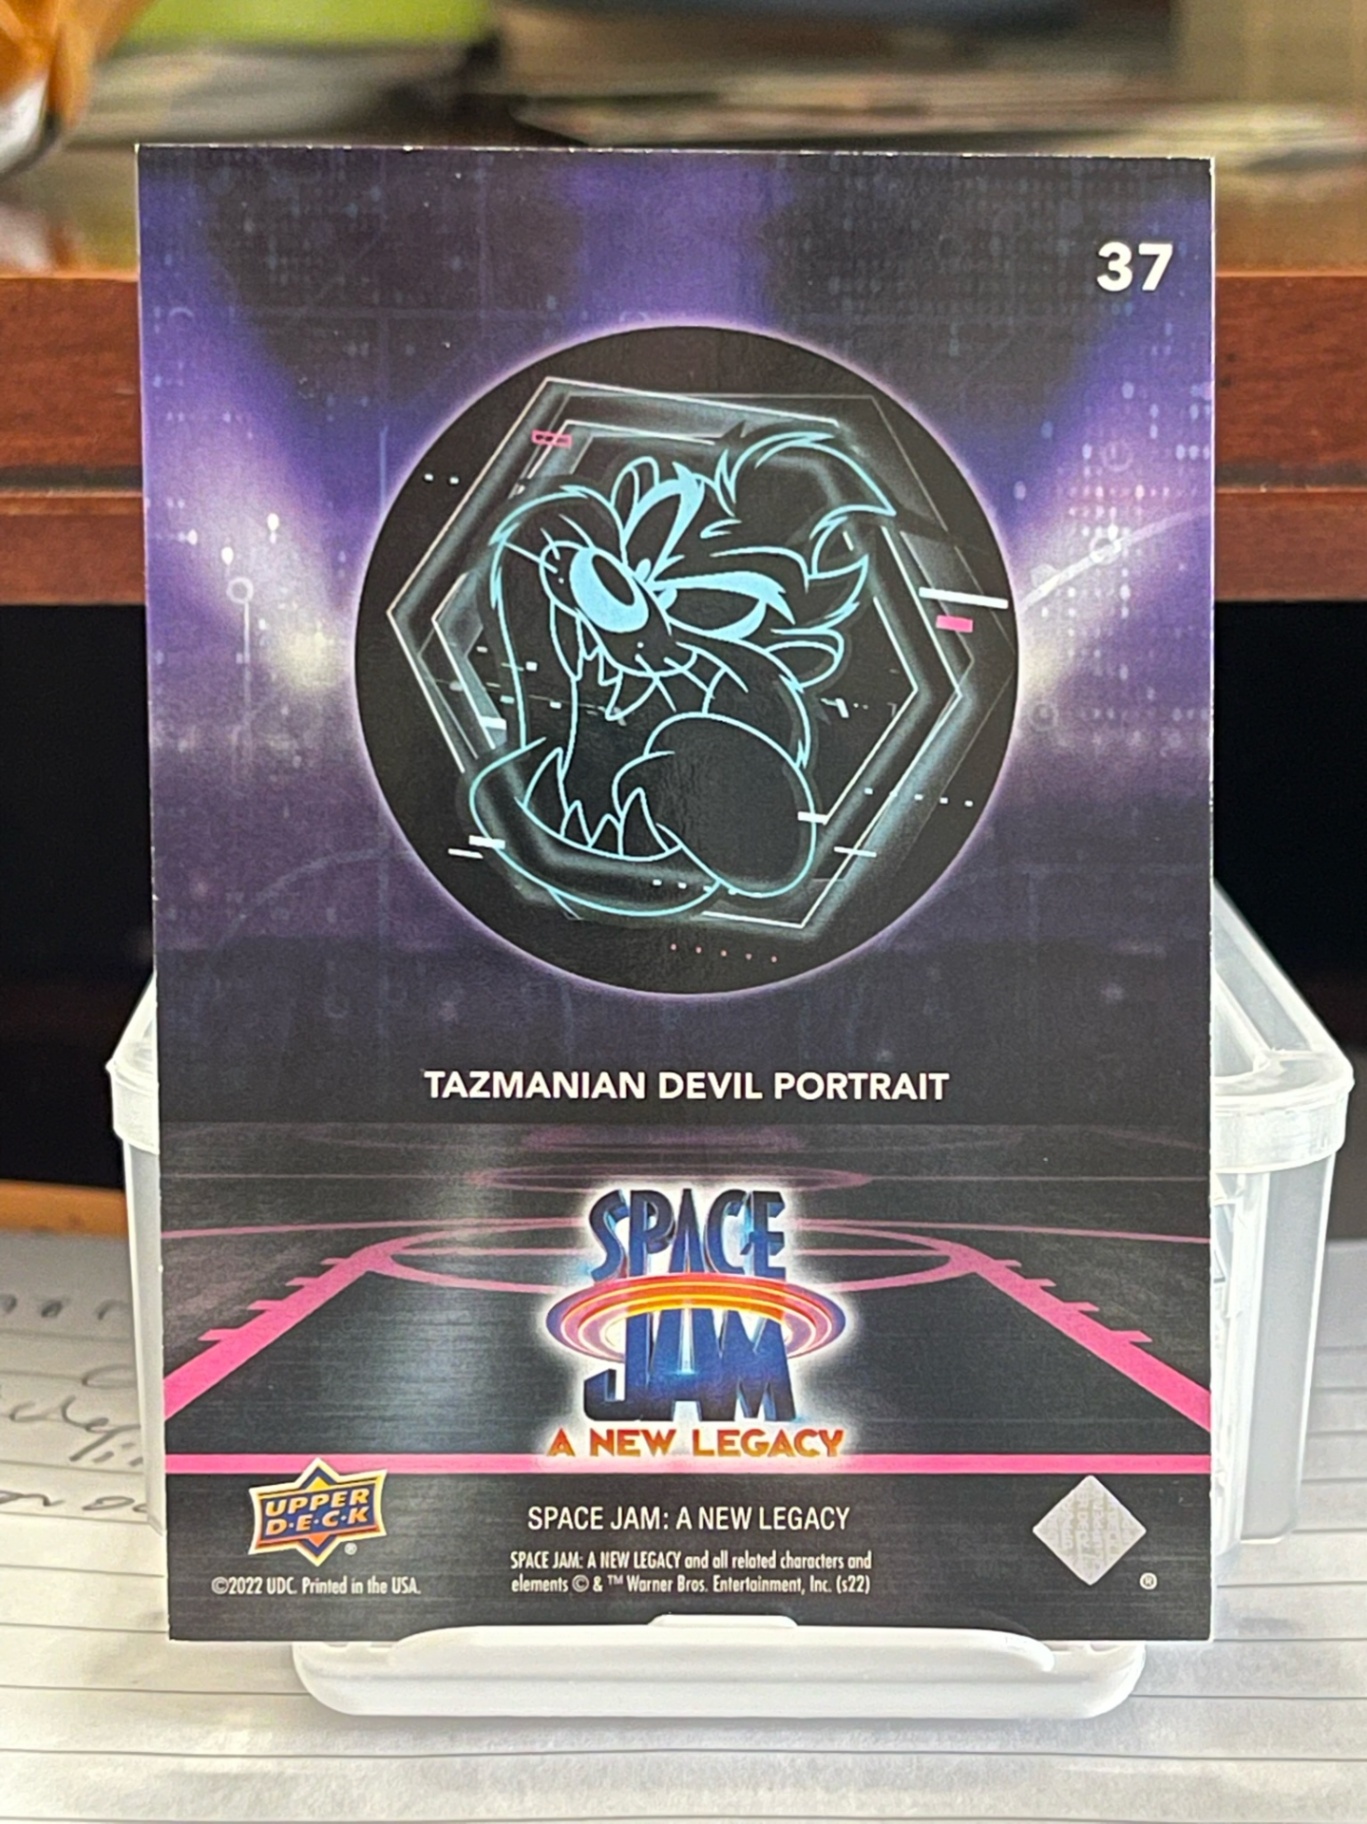 37
TAZMANIAN DEVIL PORTRAIT
SPACE
JAM
A NEW LEGACY
UPPER
D·E·C·K
®
SPACE JAM: A NEW LEGACY
SPACE JAM: A NEW LEGACY and all related characters and
elements © & ™ Warner Bros. Entertainment, Inc. (s22)
©2022 UDC. Printed in the USA.
®